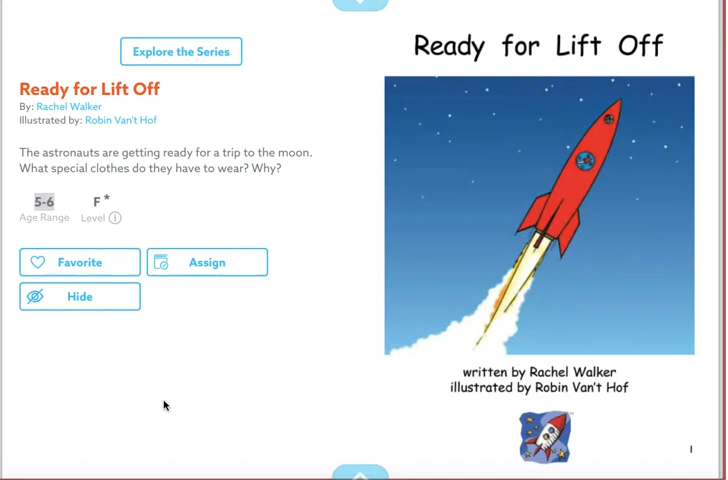 Explore the Series
Ready for Lift Off
By: Rachel Walker
Illustrated by: Robin Van't Hof
The astronauts are getting ready for a trip to the moon.
What special clothes do they have to wear? Why?
5-6
Age Range
F *
Level i
Favorite
Assign
Hide
Ready for Lift Off
written by Rachel Walker
illustrated by Robin Van't Hof
1